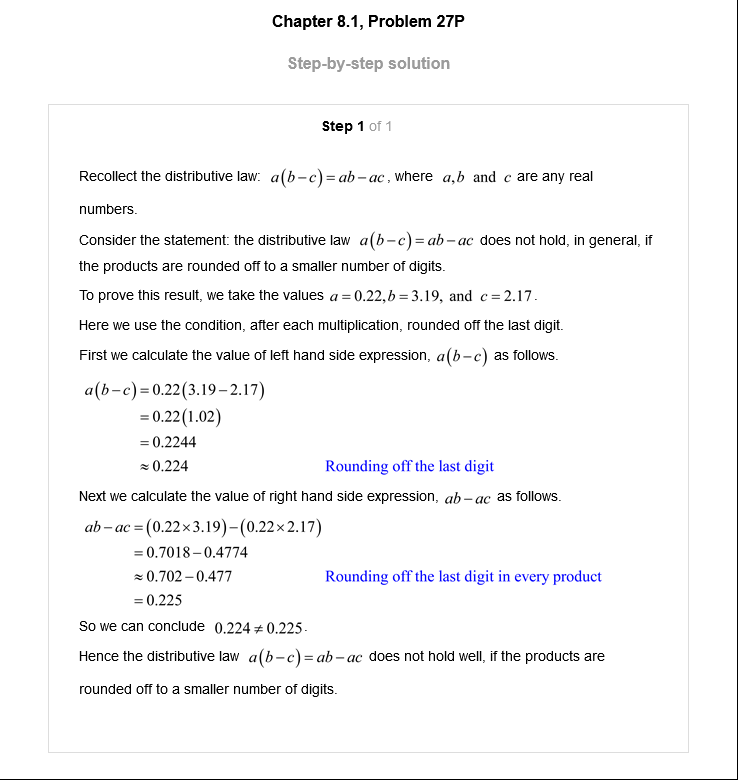 Chapter 8.1, Problem 27P
Step-by-step solution
Step 1 of 1
Recollect the distributive law: a(b−c)=ab−ac, where a,b and c are any real
numbers.
Consider the statement: the distributive law a(b−c)=ab−ac does not hold, in general, if
the products are rounded off to a smaller number of digits.
To prove this result, we take the values a=0.22,b=3.19, and c=2.17.
Here we use the condition, after each multiplication, rounded off the last digit.
First we calculate the value of left hand side expression, a(b−c) as follows.
a(b−c)=0.22(3.19−2.17)
=0.22(1.02)
=0.2244
≈0.224 Rounding off the last digit
Next we calculate the value of right hand side expression, ab−ac as follows.
ab−ac=(0.22×3.19)−(0.22×2.17)
=0.7018−0.4774
≈0.702−0.477 Rounding off the last digit in every product
=0.225
So we can conclude 0.224≠0.225.
Hence the distributive law a(b−c)=ab−ac does not hold well, if the products are
rounded off to a smaller number of digits.